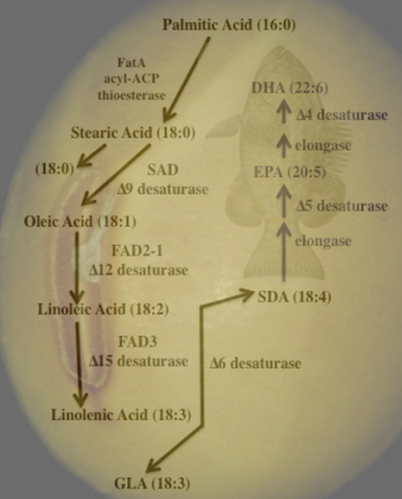 Palmitic Acid (16:0)
FatA
acyl-ACP
thioesterase
Stearic Acid (18:0)
(18:0)
SAD
Δ9 desaturase
Oleic Acid (18:1)
FAD2-1
Δ12 desaturase
Linoleic Acid (18:2)
FAD3
Δ15 desaturase
Linolenic Acid (18:3)
GLA (18:3)
Δ6 desaturase
SDA (18:4)
elongase
Δ5 desaturase
EPA (20:5)
elongase
Δ4 desaturase
DHA (22:6)